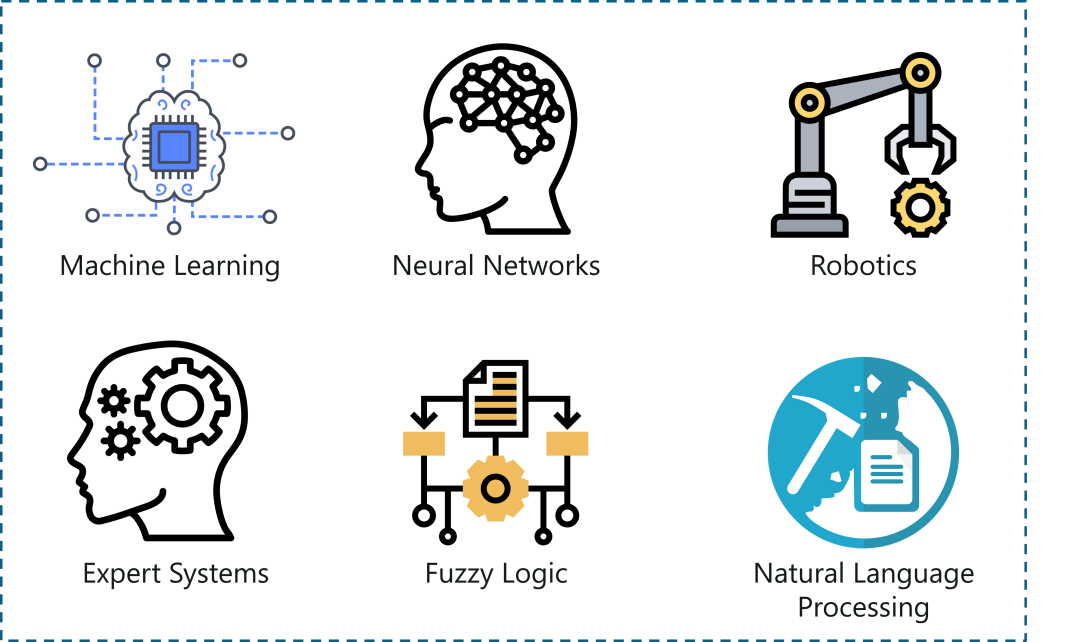 Machine Learning
Neural Networks
Robotics
Expert Systems
Fuzzy Logic
Natural Language
Processing